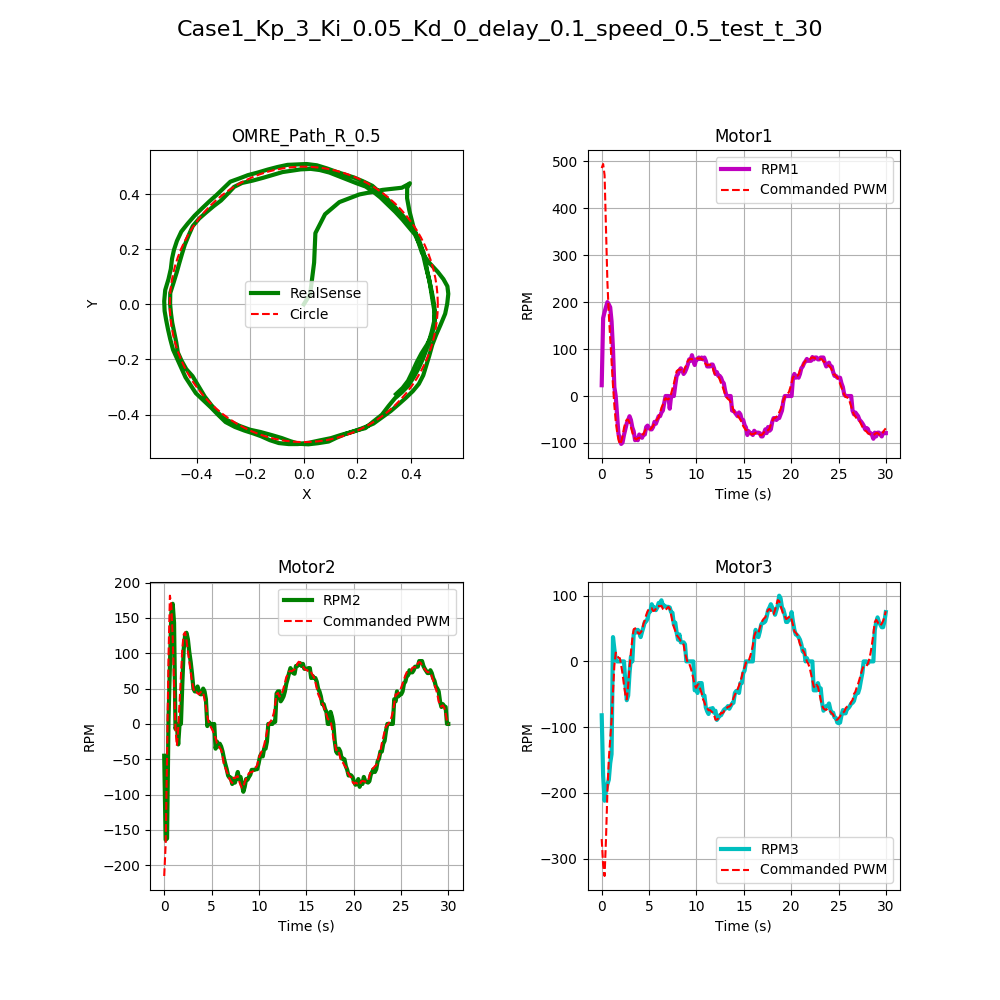 Case1_Kp_3_Ki_0.05_Kd_0_delay_0.1_speed_0.5_test_t_30
OMRE_Path_R_0.5
0.4
0.2
0.0
−0.2
−0.4
Y
RealSense
Circle
−0.4 −0.2 0.0 0.2 0.4
X
Motor1
500
400
300
200
100
0
−100
RPM
RPM1
Commanded PWM
0 5 10 15 20 25 30
Time (s)
Motor2
200
150
100
50
0
−50
−100
−150
−200
RPM
RPM2
Commanded PWM
0 5 10 15 20 25 30
Time (s)
Motor3
100
0
−100
−200
−300
RPM
RPM3
Commanded PWM
0 5 10 15 20 25 30
Time (s)